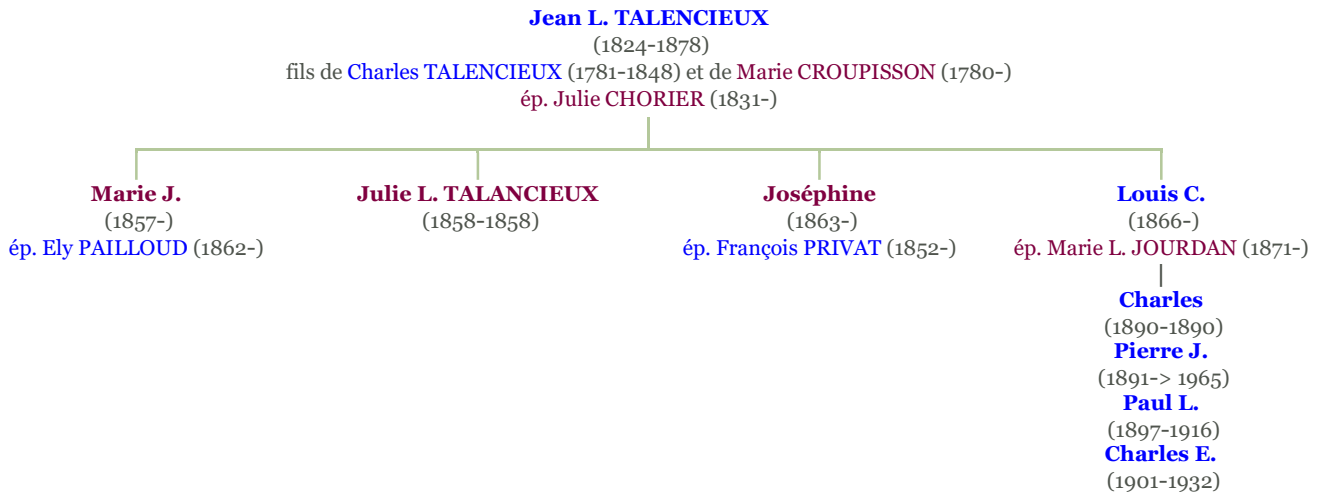 Jean L. TALENCIEUX
(1824-1878)
fils de Charles TALENCIEUX (1781-1848) et de Marie CROUPISSON (1780-)
ép. Julie CHORIER (1831-)
Marie J.
(1857-)
ép. Ely PAILLOUD (1862-)
Julie L. TALANCIEUX
(1858-1858)
Joséphine
(1863-)
ép. François PRIVAT (1852-)
Louis C.
(1866-)
ép. Marie L. JOURDAN (1871-)
Charles
(1890-1890)
Pierre J.
(1891-> 1965)
Paul L.
(1897-1916)
Charles E.
(1901-1932)